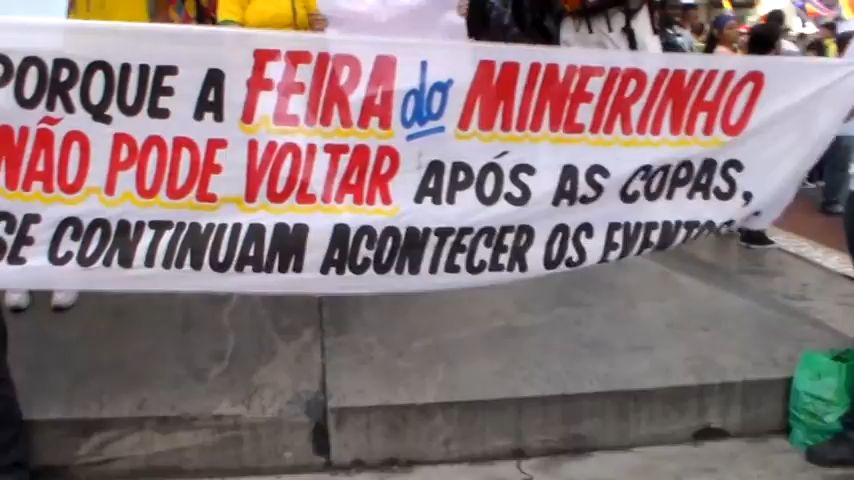 PORQUE A FEIRA do MINEIRINHO
NÃO PODE VOLTAR APÓS AS COPAS,
SE CONTINUAM ACONTECER OS EVENTOS